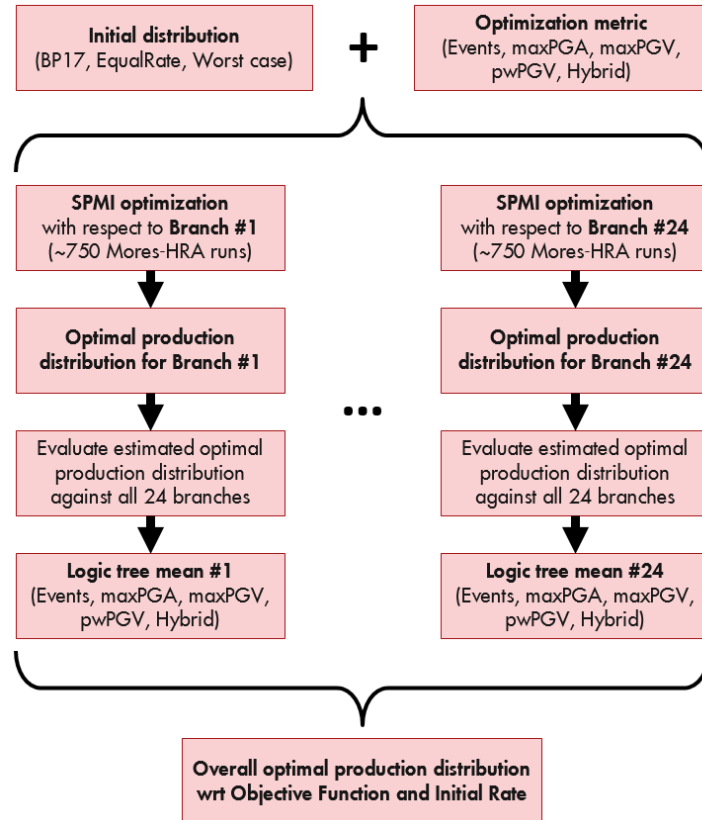 Initial distribution
(BP17, EqualRate, Worst case)
+
Optimization metric
(Events, maxPGA, maxPGV,
pwPGV, Hybrid)
SPMI optimization
with respect to Branch #1
(~750 Mores-HRA runs)
SPMI optimization
with respect to Branch #24
(~750 Mores-HRA runs)
Optimal production
distribution for Branch #1
Optimal production
distribution for Branch #24
...
Evaluate estimated optimal
production distribution
against all 24 branches
Evaluate estimated optimal
production distribution
against all 24 branches
Logic tree mean #1
(Events, maxPGA, maxPGV,
pwPGV, Hybrid)
Logic tree mean #24
(Events, maxPGA, maxPGV,
pwPGV, Hybrid)
Overall optimal production distribution
wrt Objective Function and Initial Rate